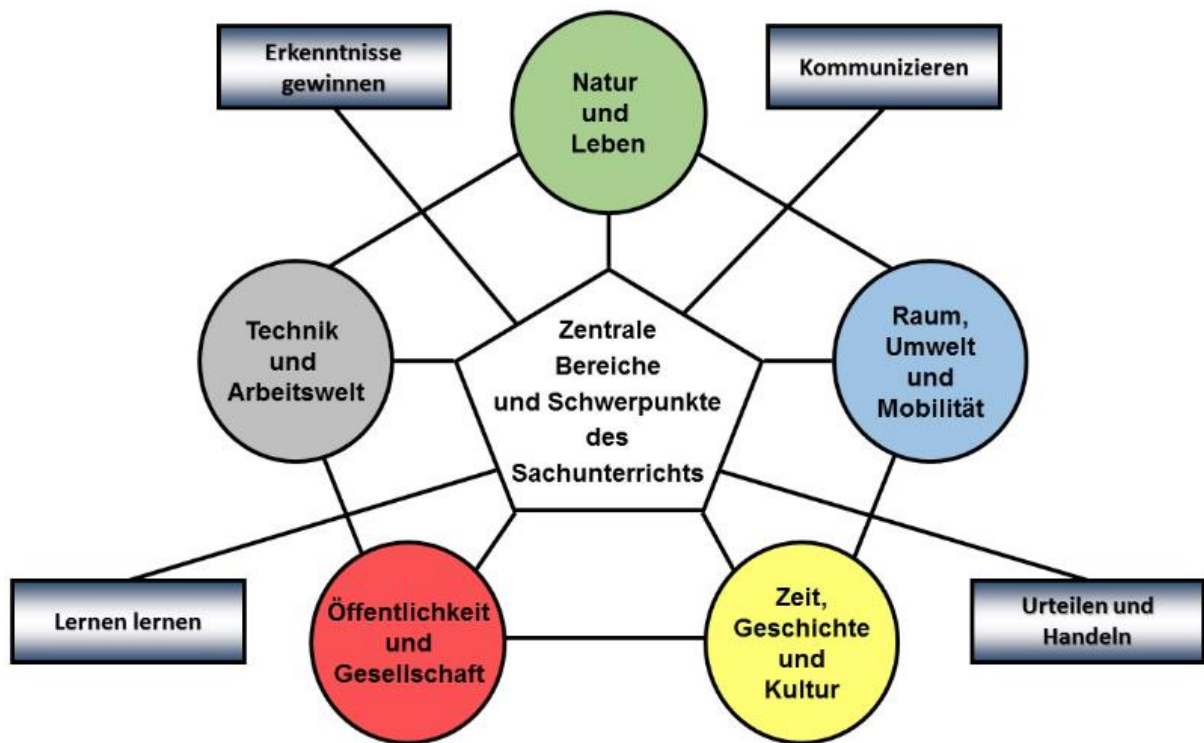 Erkenntnisse
gewinnen
Kommunizieren
Natur
und
Leben
Technik
und
Arbeitswelt
Zentrale
Bereiche
und Schwerpunkte
des
Sachunterrichts
Raum,
Umwelt
und
Mobilität
Lernen lernen
Öffentlichkeit
und
Gesellschaft
Zeit,
Geschichte
und
Kultur
Urteilen und
Handeln